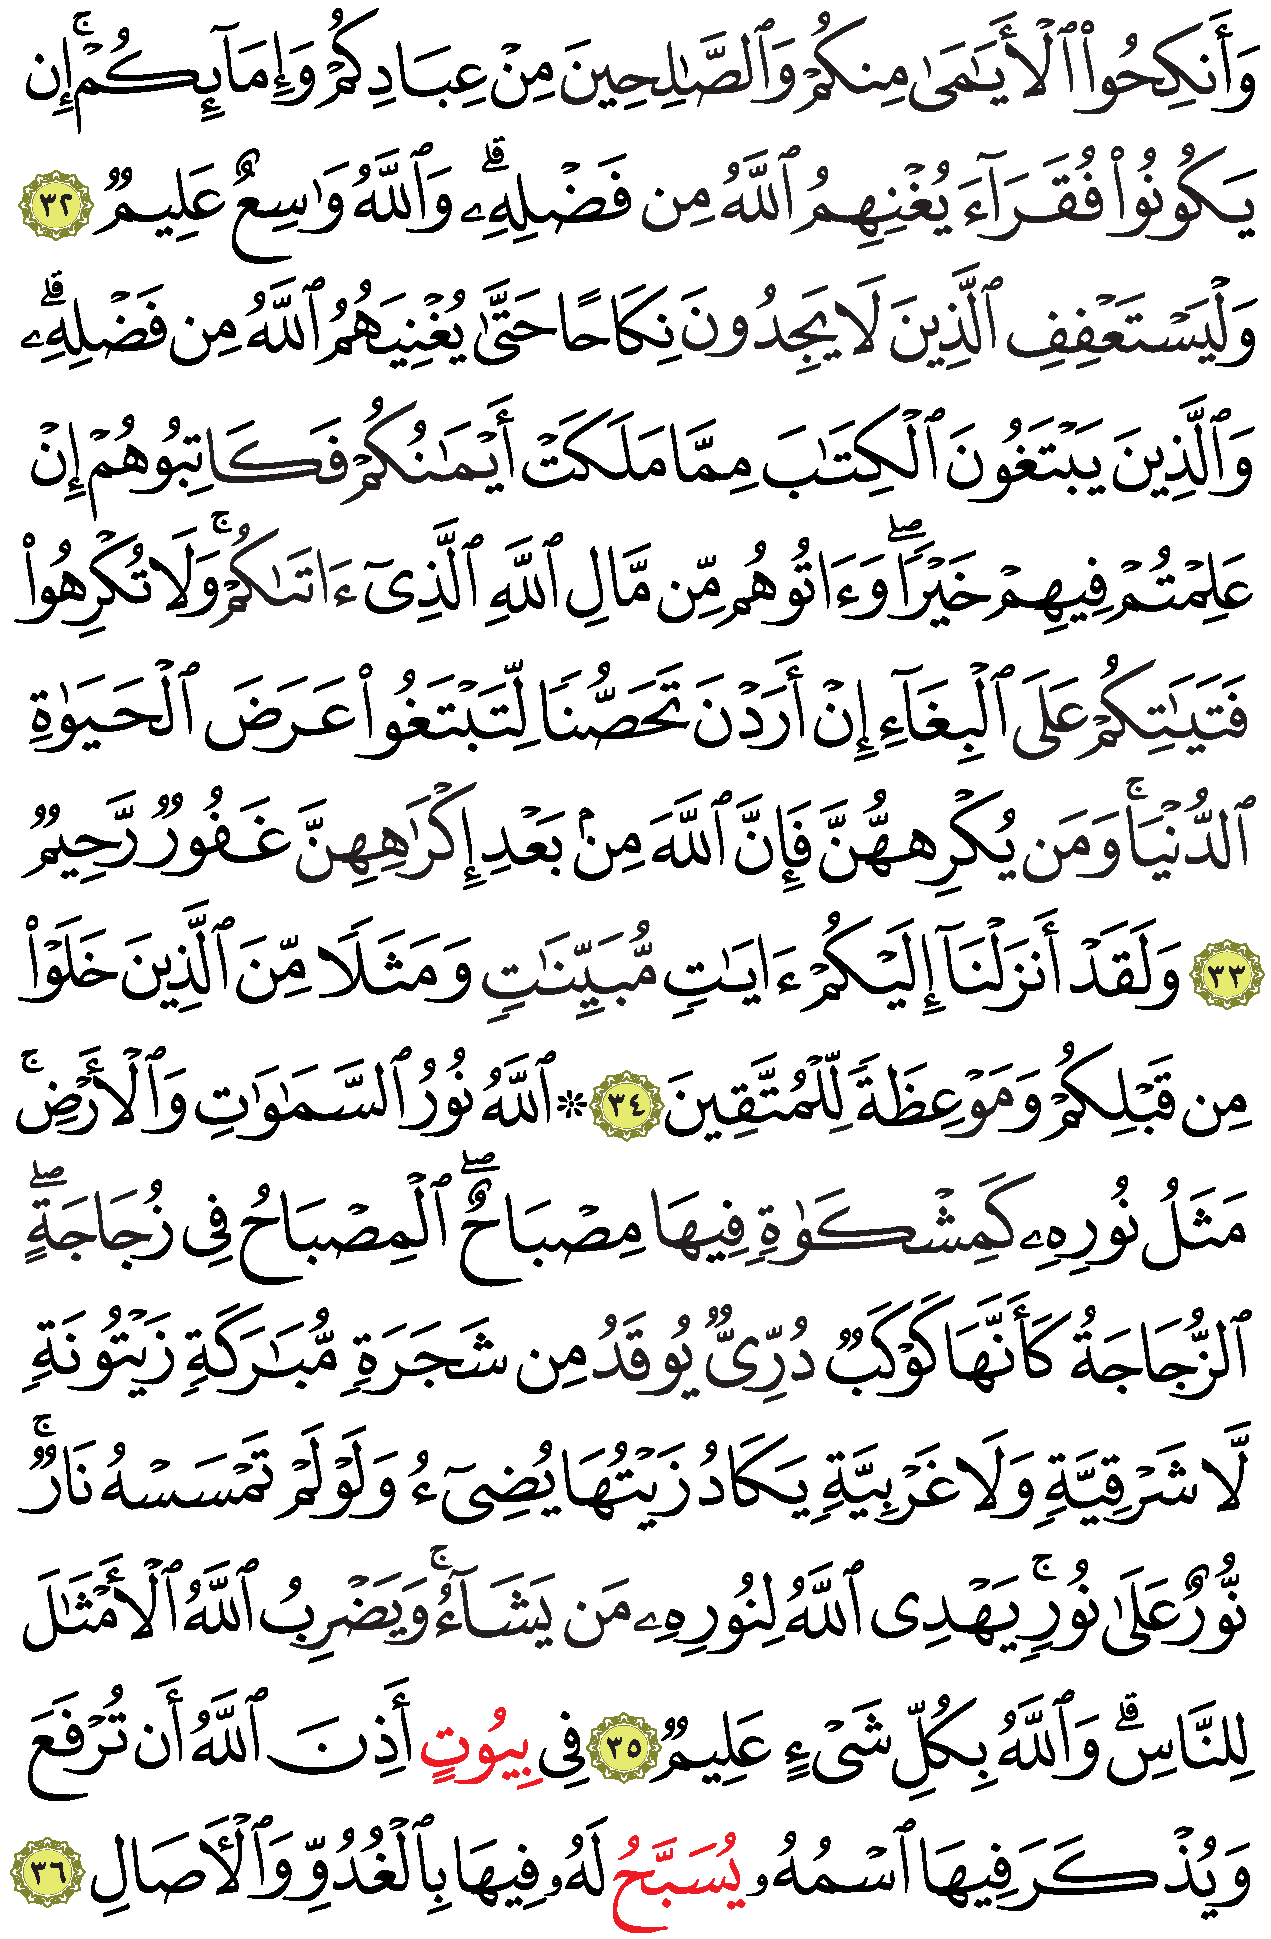 وَأَنكِحُوا۟ ٱلْأَيَـٰمَىٰ مِنكُمْ وَٱلصَّـٰلِحِينَ مِنْ عِبَادِكُمْ وَإِمَآئِكُمْ ۚ إِن
يَكُونُوا۟ فُقَرَآءَ يُغْنِهِمُ ٱللَّهُ مِن فَضْلِهِۦ ۗ وَٱللَّهُ وَٰسِعٌ عَلِيمٌ ٣٢
وَلْيَسْتَعْفِفِ ٱلَّذِينَ لَا يَجِدُونَ نِكَاحًا حَتَّىٰ يُغْنِيَهُمُ ٱللَّهُ مِن فَضْلِهِۦ ۗ
وَٱلَّذِينَ يَبْتَغُونَ ٱلْكِتَـٰبَ مِمَّا مَلَكَتْ أَيْمَـٰنُكُمْ فَكَاتِبُوهُمْ إِنْ
عَلِمْتُمْ فِيهِمْ خَيْرًا ۖ وَءَاتُوهُم مِّن مَّالِ ٱللَّهِ ٱلَّذِىٓ ءَاتَىٰكُمْ ۚ وَلَا تُكْرِهُوا۟
فَتَيَـٰتِكُمْ عَلَى ٱلْبِغَآءِ إِنْ أَرَدْنَ تَحَصُّنًا لِّتَبْتَغُوا۟ عَرَضَ ٱلْحَيَوٰةِ
ٱلدُّنْيَا ۚ وَمَن يُكْرِههُّنَّ فَإِنَّ ٱللَّهَ مِنۢ بَعْدِ إِكْرَٰهِهِنَّ غَفُورٌ رَّحِيمٌ
٣٣ وَلَقَدْ أَنزَلْنَآ إِلَيْكُمْ ءَايَـٰتٍ مُّبَيِّنَـٰتٍ وَمَثَلًا مِّنَ ٱلَّذِينَ خَلَوْا۟
مِن قَبْلِكُمْ وَمَوْعِظَةً لِّلْمُتَّقِينَ ٣٤ ۞ ٱللَّهُ نُورُ ٱلسَّمَـٰوَٰتِ وَٱلْأَرْضِ ۚ
مَثَلُ نُورِهِۦ كَمِشْكَوٰةٍ فِيهَا مِصْبَاحٌ ۖ ٱلْمِصْبَاحُ فِى زُجَاجَةٍ ۖ
ٱلزُّجَاجَةُ كَأَنَّهَا كَوْكَبٌ دُرِّىٌّ يُوقَدُ مِن شَجَرَةٍ مُّبَـٰرَكَةٍ زَيْتُونَةٍ
لَّا شَرْقِيَّةٍ وَلَا غَرْبِيَّةٍ يَكَادُ زَيْتُهَا يُضِىٓءُ وَلَوْ لَمْ تَمْسَسْهُ نَارٌ ۚ
نُّورٌ عَلَىٰ نُورٍ ۗ يَهْدِى ٱللَّهُ لِنُورِهِۦ مَن يَشَآءُ ۚ وَيَضْرِبُ ٱللَّهُ ٱلْأَمْثَـٰلَ
لِلنَّاسِ ۗ وَٱللَّهُ بِكُلِّ شَىْءٍ عَلِيمٌ ٣٥ فِى بِيُوتٍ أَذِنَ ٱللَّهُ أَن تُرْفَعَ
وَيُذْكَرَ فِيهَا ٱسْمُهُۥ يُسَبَّحُ لَهُۥ فِيهَا بِٱلْغُدُوِّ وَٱلْـَٔاصَالِ ٣٦